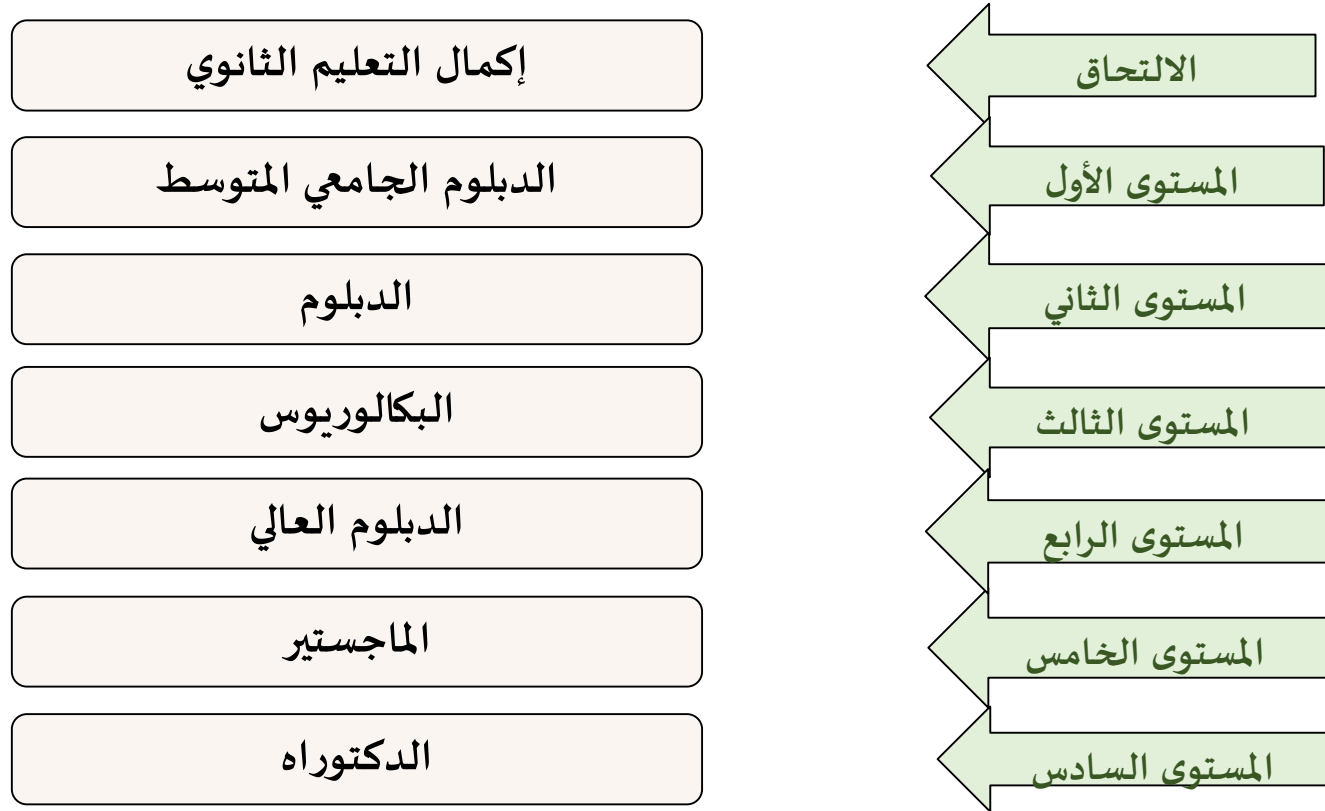 الالتحاق
إكمال التعليم الثانوي
المستوى الأول
الدبلوم الجامعي المتوسط
المستوى الثاني
الدبلوم
المستوى الثالث
البكالوريوس
المستوى الرابع
الدبلوم العالي
المستوى الخامس
الماجستير
المستوى السادس
الدكتوراه